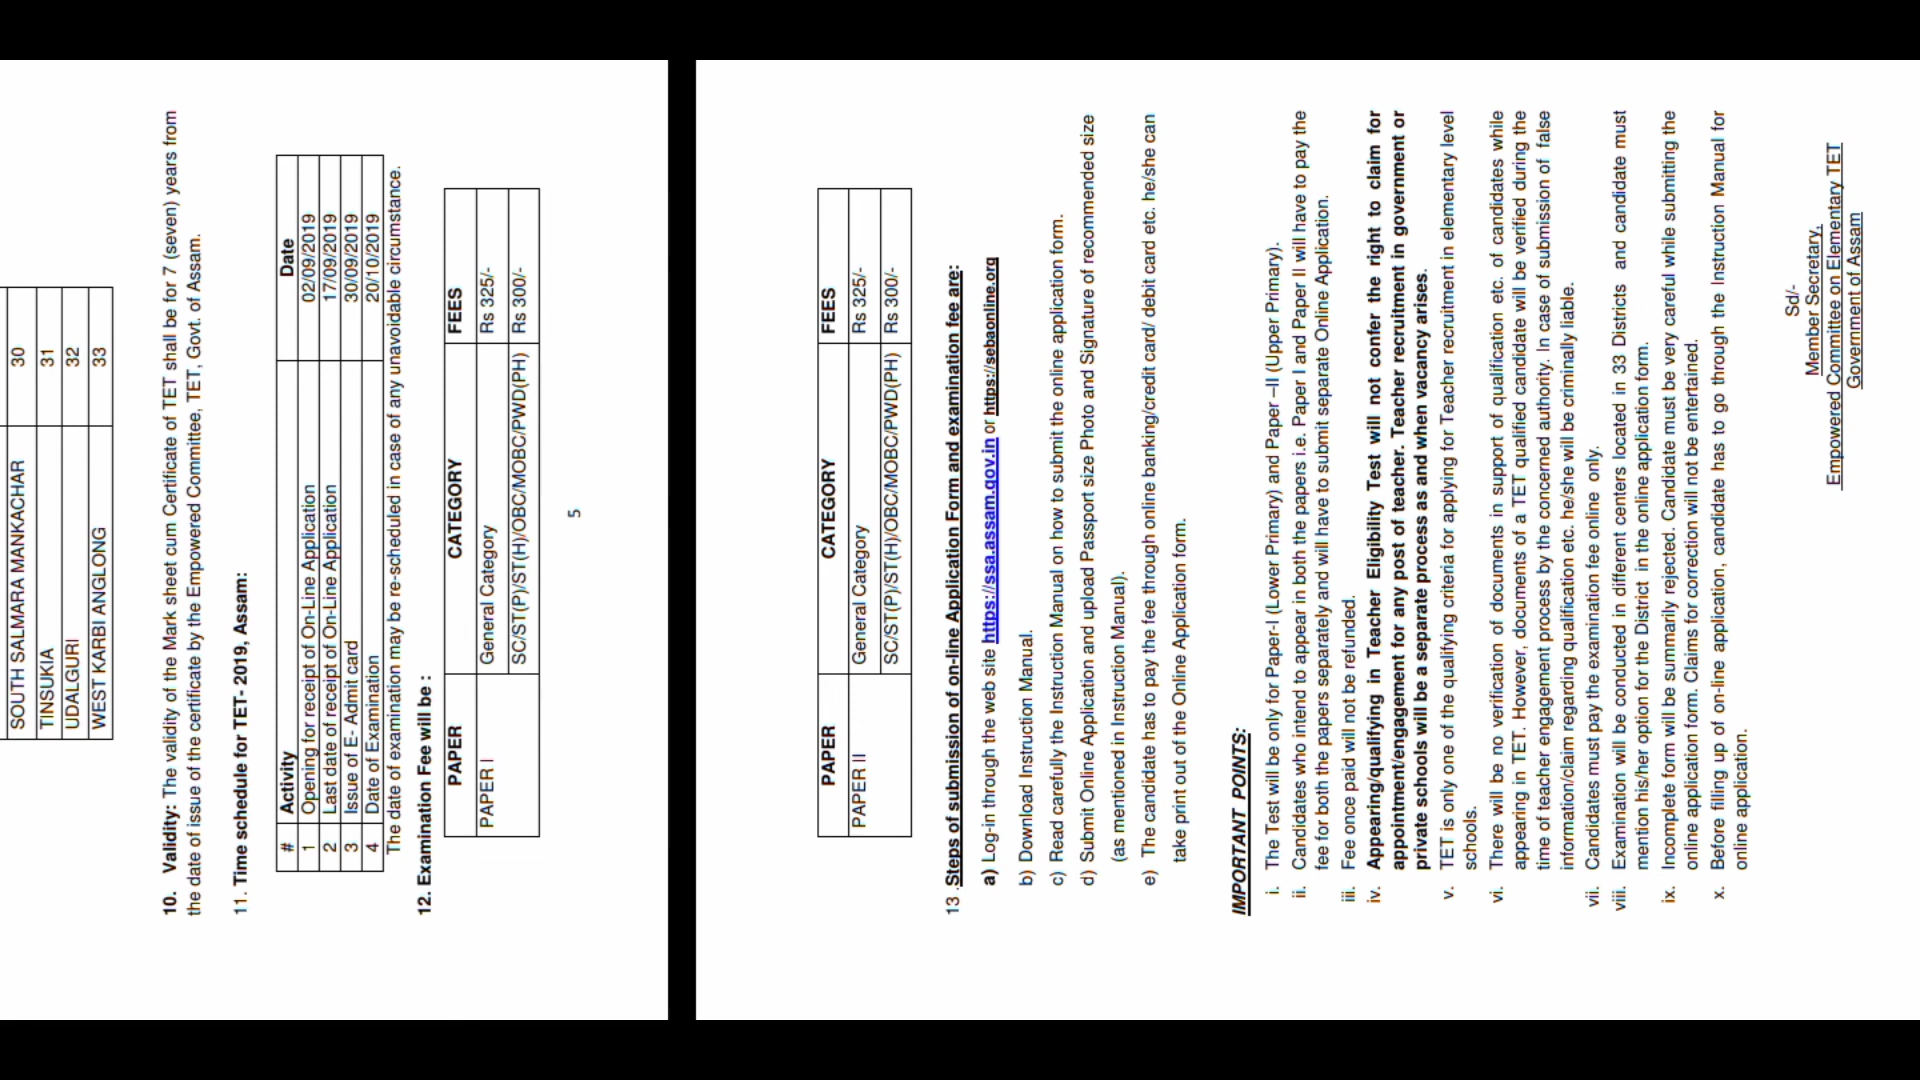 SOUTH SALMARA MANKACHAR 30
TINSUKIA 31
UDALGURI 32
WEST KARBI ANGLONG 33
10. Validity: The validity of the Mark sheet cum Certificate of TET shall be for 7 (seven) years from
the date of issue of the certificate by the Empowered Committee, TET, Govt. of Assam.
11. Time schedule for TET- 2019, Assam:
# Activity Date
1 Opening for receipt of On-Line Application 02/09/2019
2 Last date of receipt of On-Line Application 17/09/2019
3 Issue of E- Admit card 30/09/2019
4 Date of Examination 20/10/2019
The date of examination may be re-scheduled in case of any unavoidable circumstance.
12. Examination Fee will be :
PAPER CATEGORY FEES
PAPER I General Category Rs 325/-
SC/ST(P)/ST(H)/OBC/MOBC/PWD(PH) Rs 300/-
5
PAPER CATEGORY FEES
PAPER II General Category Rs 325/-
SC/ST(P)/ST(H)/OBC/MOBC/PWD(PH) Rs 300/-
13 .Steps of submission of on-line Application Form and examination fee are:
a) Log-in through the web site https://ssa.assam.gov.in or https://sebaonline.org
b) Download Instruction Manual.
c) Read carefully the Instruction Manual on how to submit the online application form.
d) Submit Online Application and upload Passport size Photo and Signature of recommended size
(as mentioned in Instruction Manual).
e) The candidate has to pay the fee through online banking/credit card/ debit card etc. he/she can
take print out of the Online Application form.
IMPORTANT POINTS:
i. The Test will be only for Paper-I (Lower Primary) and Paper –II (Upper Primary).
ii. Candidates who intend to appear in both the papers i.e. Paper I and Paper II will have to pay the
fee for both the papers separately and will have to submit separate Online Application.
iii. Fee once paid will not be refunded.
iv. Appearing/qualifying in Teacher Eligibility Test will not confer the right to claim for
appointment/engagement for any post of teacher. Teacher recruitment in government or
private schools will be a separate process as and when vacancy arises.
v. TET is only one of the qualifying criteria for applying for Teacher recruitment in elementary level
schools.
vi. There will be no verification of documents in support of qualification etc. of candidates while
appearing in TET. However, documents of a TET qualified candidate will be verified during the
time of teacher engagement process by the concerned authority. In case of submission of false
information/claim regarding qualification etc. he/she will be criminally liable.
vii. Candidates must pay the examination fee online only.
viii. Examination will be conducted in different centers located in 33 Districts and candidate must
mention his/her option for the District in the online application form.
ix. Incomplete form will be summarily rejected. Candidate must be very careful while submitting the
online application form. Claims for correction will not be entertained.
x. Before filling up of on-line application, candidate has to go through the Instruction Manual for
online application.
Sd/-
Member Secretary,
Empowered Committee on Elementary TET
Government of Assam